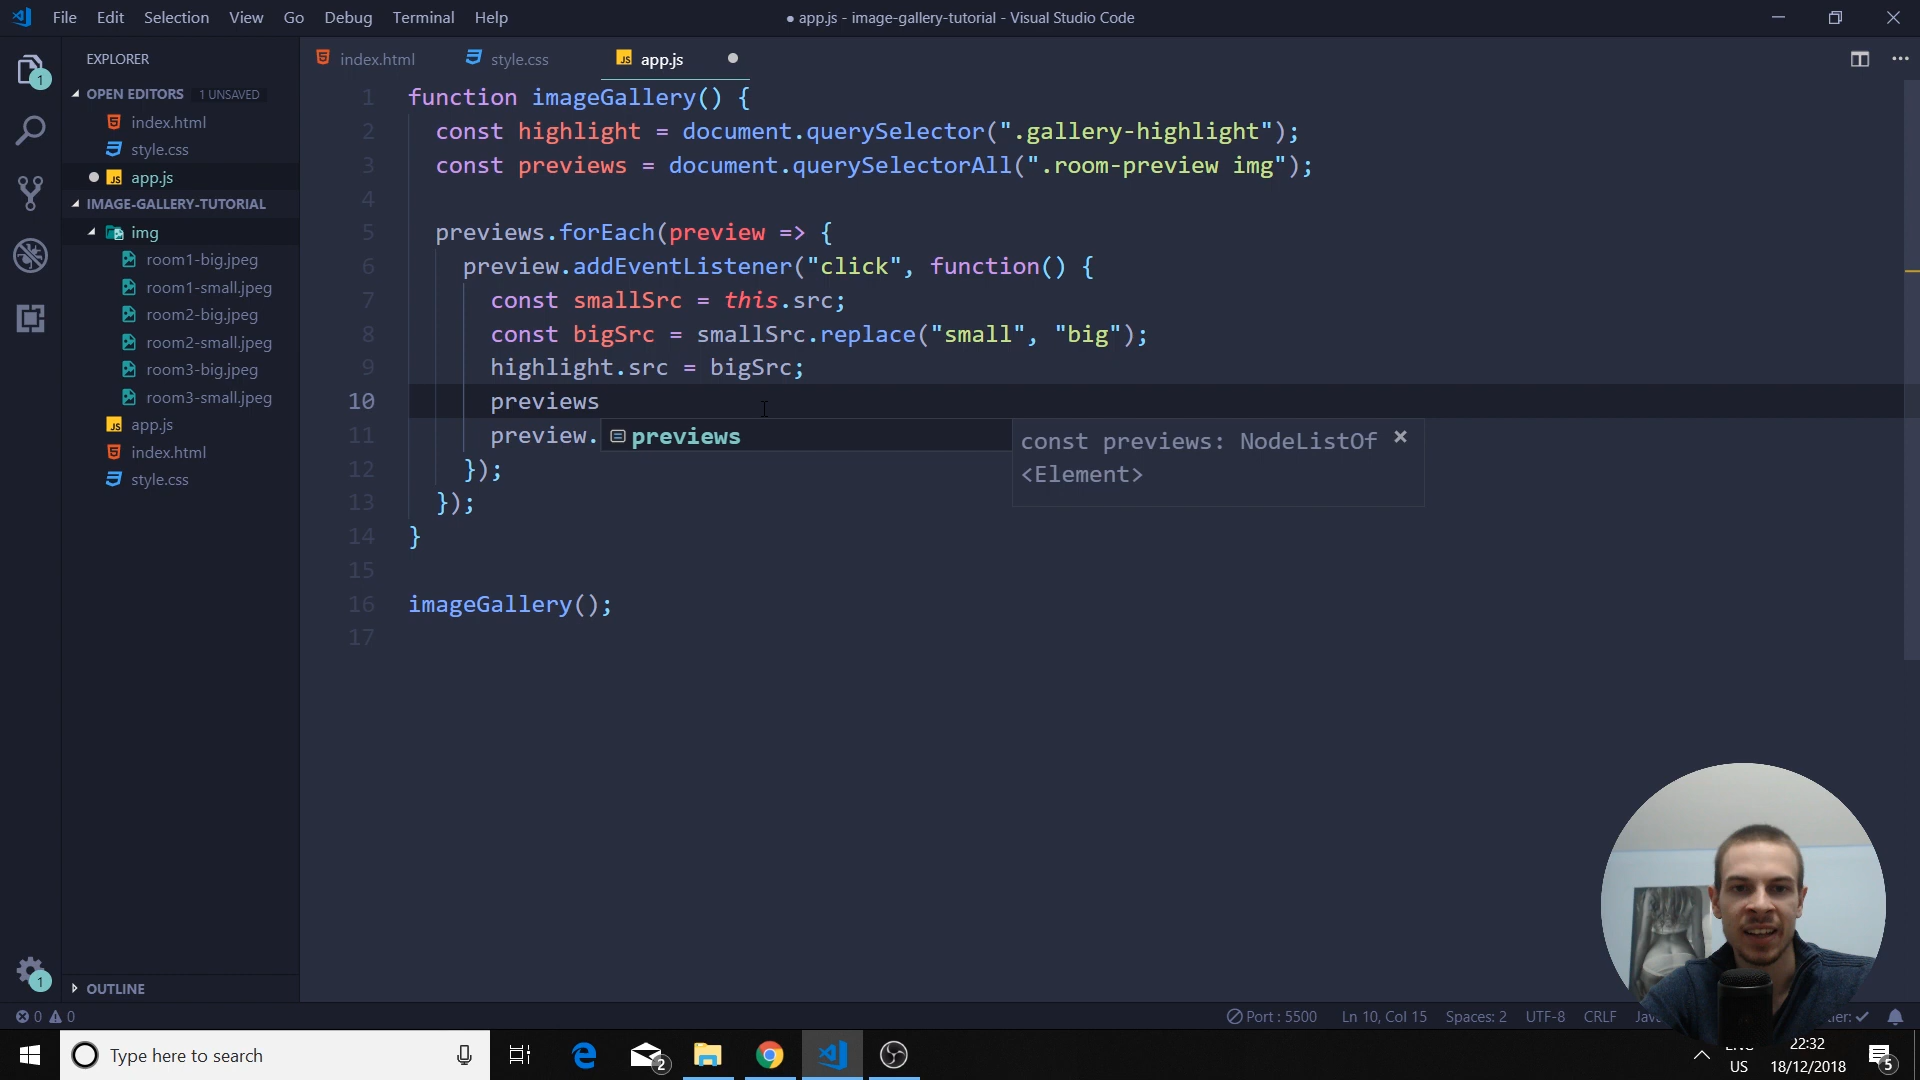 File Edit Selection View Go Debug Terminal Help
● app.js - image-gallery-tutorial - Visual Studio Code
EXPLORER
index.html
style.css
app.js
1
OPEN EDITORS 1 UNSAVED
index.html
style.css
app.js
IMAGE-GALLERY-TUTORIAL
img
room1-big.jpeg
room1-small.jpeg
room2-big.jpeg
room2-small.jpeg
room3-big.jpeg
room3-small.jpeg
app.js
index.html
style.css
OUTLINE
1
1 function imageGallery() {
2 const highlight = document.querySelector(".gallery-highlight");
3 const previews = document.querySelectorAll(".room-preview img");
4
5 previews.forEach(preview => {
6 preview.addEventListener("click", function() {
7 const smallSrc = this.src;
8 const bigSrc = smallSrc.replace("small", "big");
9 highlight.src = bigSrc;
10 previews
11 preview.
previews
const previews: NodeListOf
<Element>
12 });
13 });
14 }
15
16 imageGallery();
17
0 0
Port : 5500
Ln 10, Col 15
Spaces: 2
UTF-8
CRLF
Type here to search
2
US
22:32
18/12/2018
5